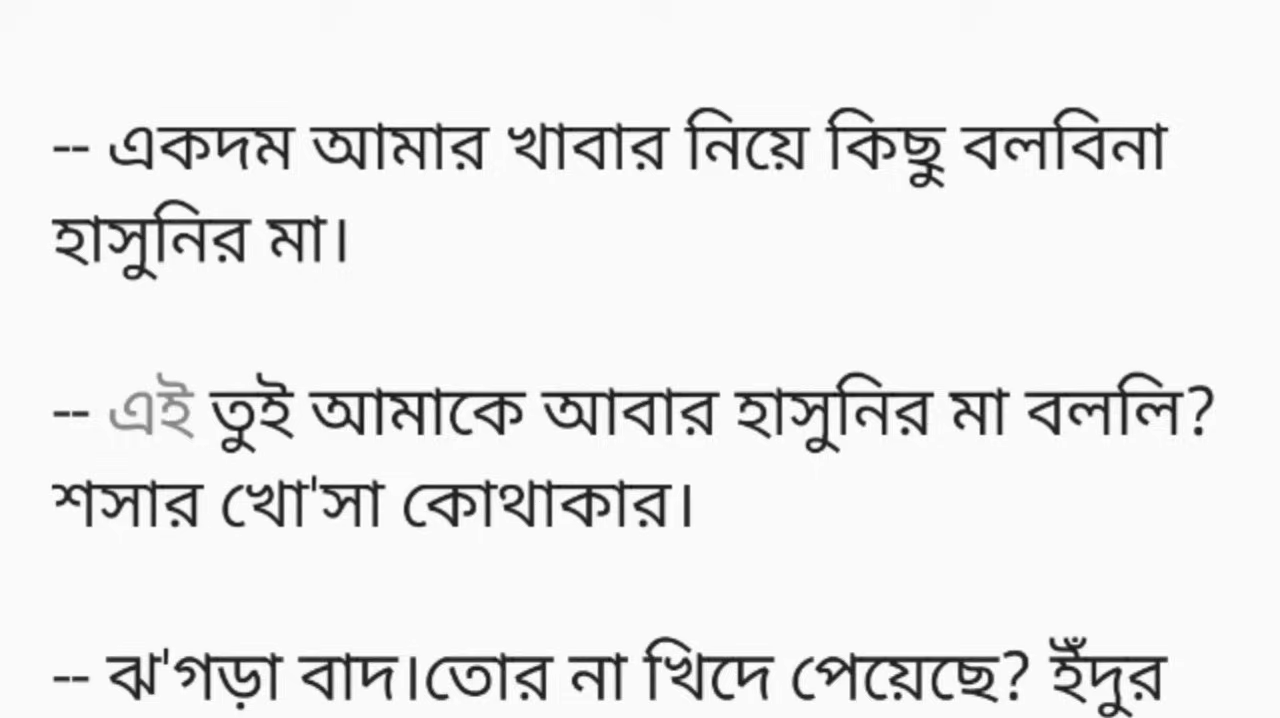 -- একদম আমার খাবার নিয়ে কিছু বলবিনা
হাসুনির মা।
-- এই তুই আমাকে আবার হাসুনির মা বললি?
শসার খো'সা কোথাকার।
-- ঝ'গড়া বাদ।তোর না খিদে পেয়েছে? ইঁদুর